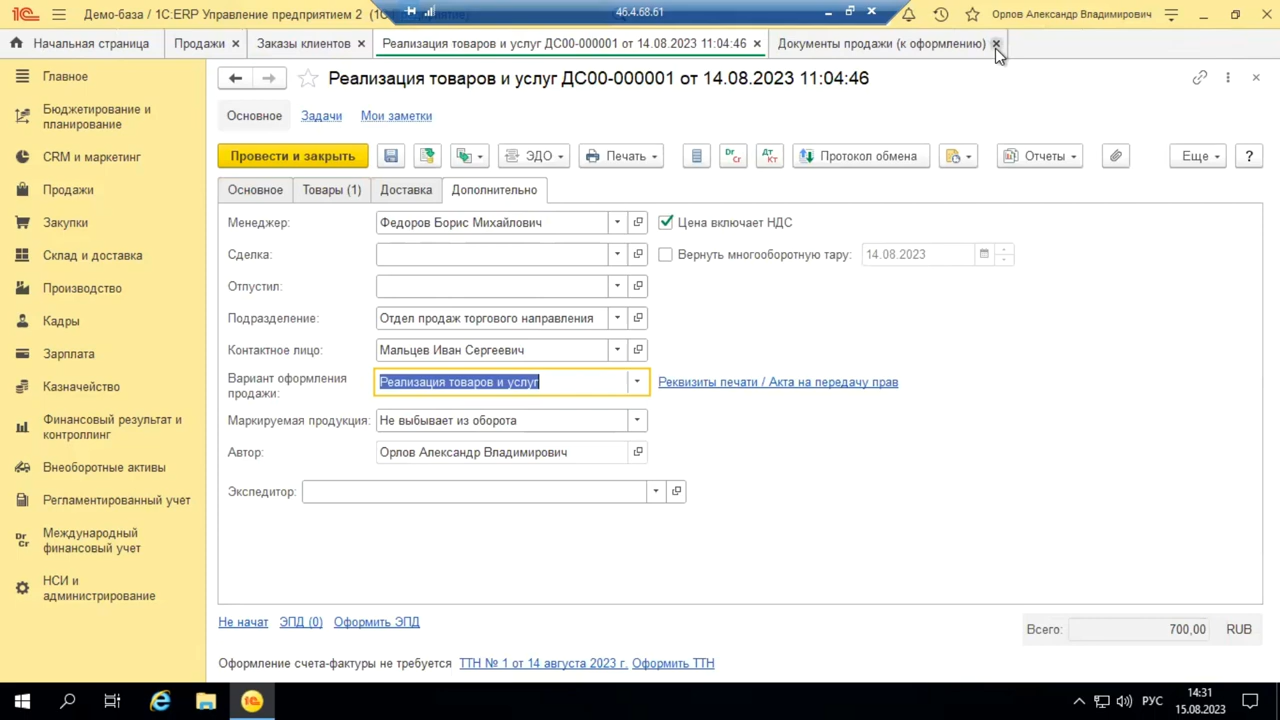 Демо-база / 1С:ERP Управление предприятием 2 (1С:
46.4.68.61
Орлов Александр Владимирович
Начальная страница
Продажи
Заказы клиентов
Реализация товаров и услуг ДС00-000001 от 14.08.2023 11:04:46
Документы продажи (к оформлению)
Главное
Бюджетирование и
планирование
CRM и маркетинг
Продажи
Закупки
Склад и доставка
Производство
Кадры
Зарплата
Казначейство
Финансовый результат и
контроллинг
Внеоборотные активы
Регламентированный учет
Международный
финансовый учет
НСИ и
администрирование
Реализация товаров и услуг ДС00-000001 от 14.08.2023 11:04:46
Основное
Задачи
Мои заметки
Провести и закрыть
ЭДО
Печать
Dr
Cr
Дт
Кт
Протокол обмена
Отчеты
Еще
?
Основное
Товары (1)
Доставка
Дополнительно
Менеджер:
Федоров Борис Михайлович
Цена включает НДС
Сделка:
Вернуть многооборотную тару:
14.08.2023
Отпустил:
Подразделение:
Отдел продаж торгового направления
Контактное лицо:
Мальцев Иван Сергеевич
Вариант оформления
продажи:
Реализация товаров и услуг
Реквизиты печати / Акта на передачу прав
Маркируемая продукция:
Не выбывает из оборота
Автор:
Орлов Александр Владимирович
Экспедитор:
Не начат
ЭПД (0)
Оформить ЭПД
Всего:
700,00
RUB
Оформление счета-фактуры не требуется
ТТН № 1 от 14 августа 2023 г.
Оформить ТТН
РУС
14:31
15.08.2023